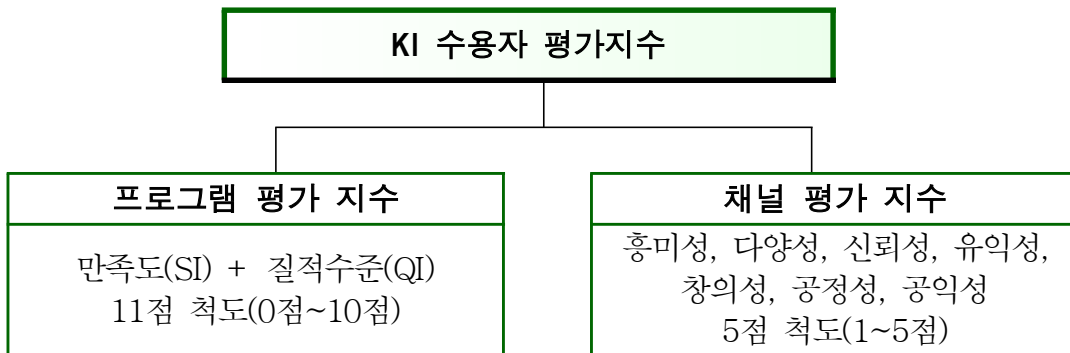 KI 수용자 평가지수
프로그램 평가 지수
만족도(SI) + 질적수준(QI)
11점 척도(0점~10점)
채널 평가 지수
흥미성, 다양성, 신뢰성, 유익성,
창의성, 공정성, 공익성
5점 척도(1~5점)